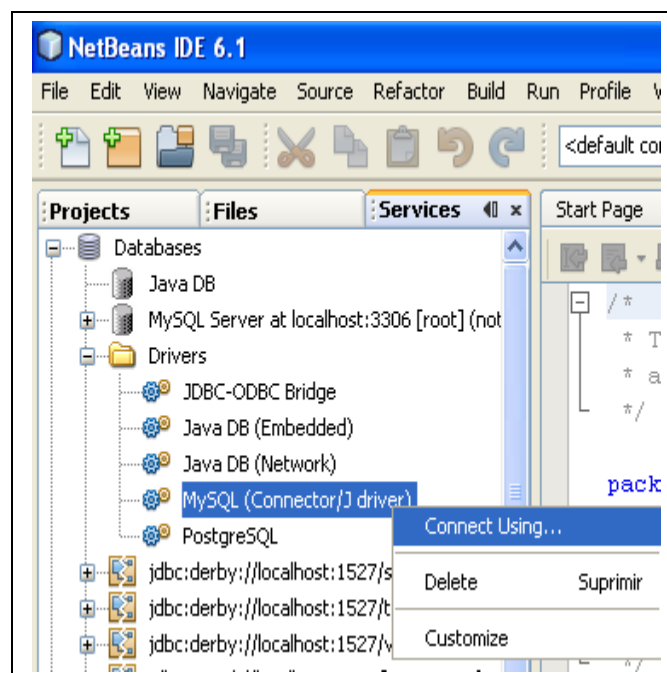 NetBeans IDE 6.1
File Edit View Navigate Source Refactor Build Run Profile
<default co
Projects Files Services Start Page
Databases
Java DB
MySQL Server at localhost:3306 [root] (not
Drivers
JDBC-ODBC Bridge
Java DB (Embedded)
Java DB (Network)
MySQL (Connector/J driver)
PostgreSQL
jdbc:derby://localhost:1527/s
jdbc:derby://localhost:1527/t
jdbc:derby://localhost:1527/
/*
* T
* a
*/
pack
Connect Using...
Delete Suprimir
Customize
*/